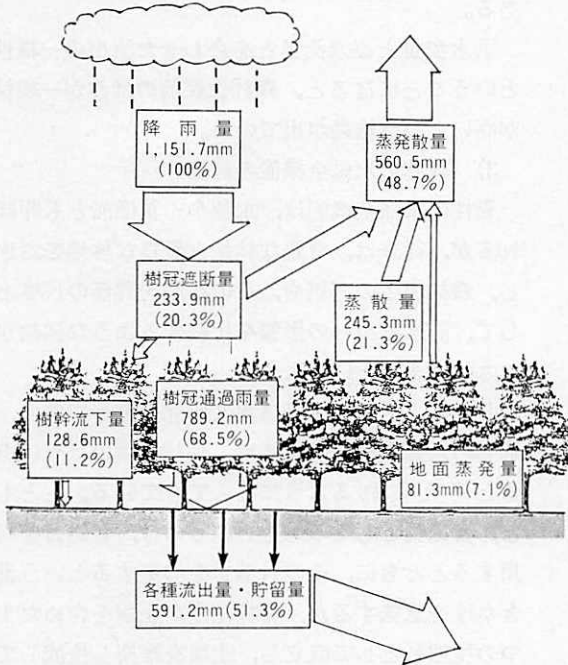 降雨量
1,151.7mm
(100%)
蒸発散量
560.5mm
(48.7%)
樹冠遮断量
233.9mm
(20.3%)
蒸散量
245.3mm
(21.3%)
樹幹流下量
128.6mm
(11.2%)
樹冠通過雨量
789.2mm
(68.5%)
地面蒸発量
81.3mm(7.1%)
各種流出量・貯留量
591.2mm(51.3%)